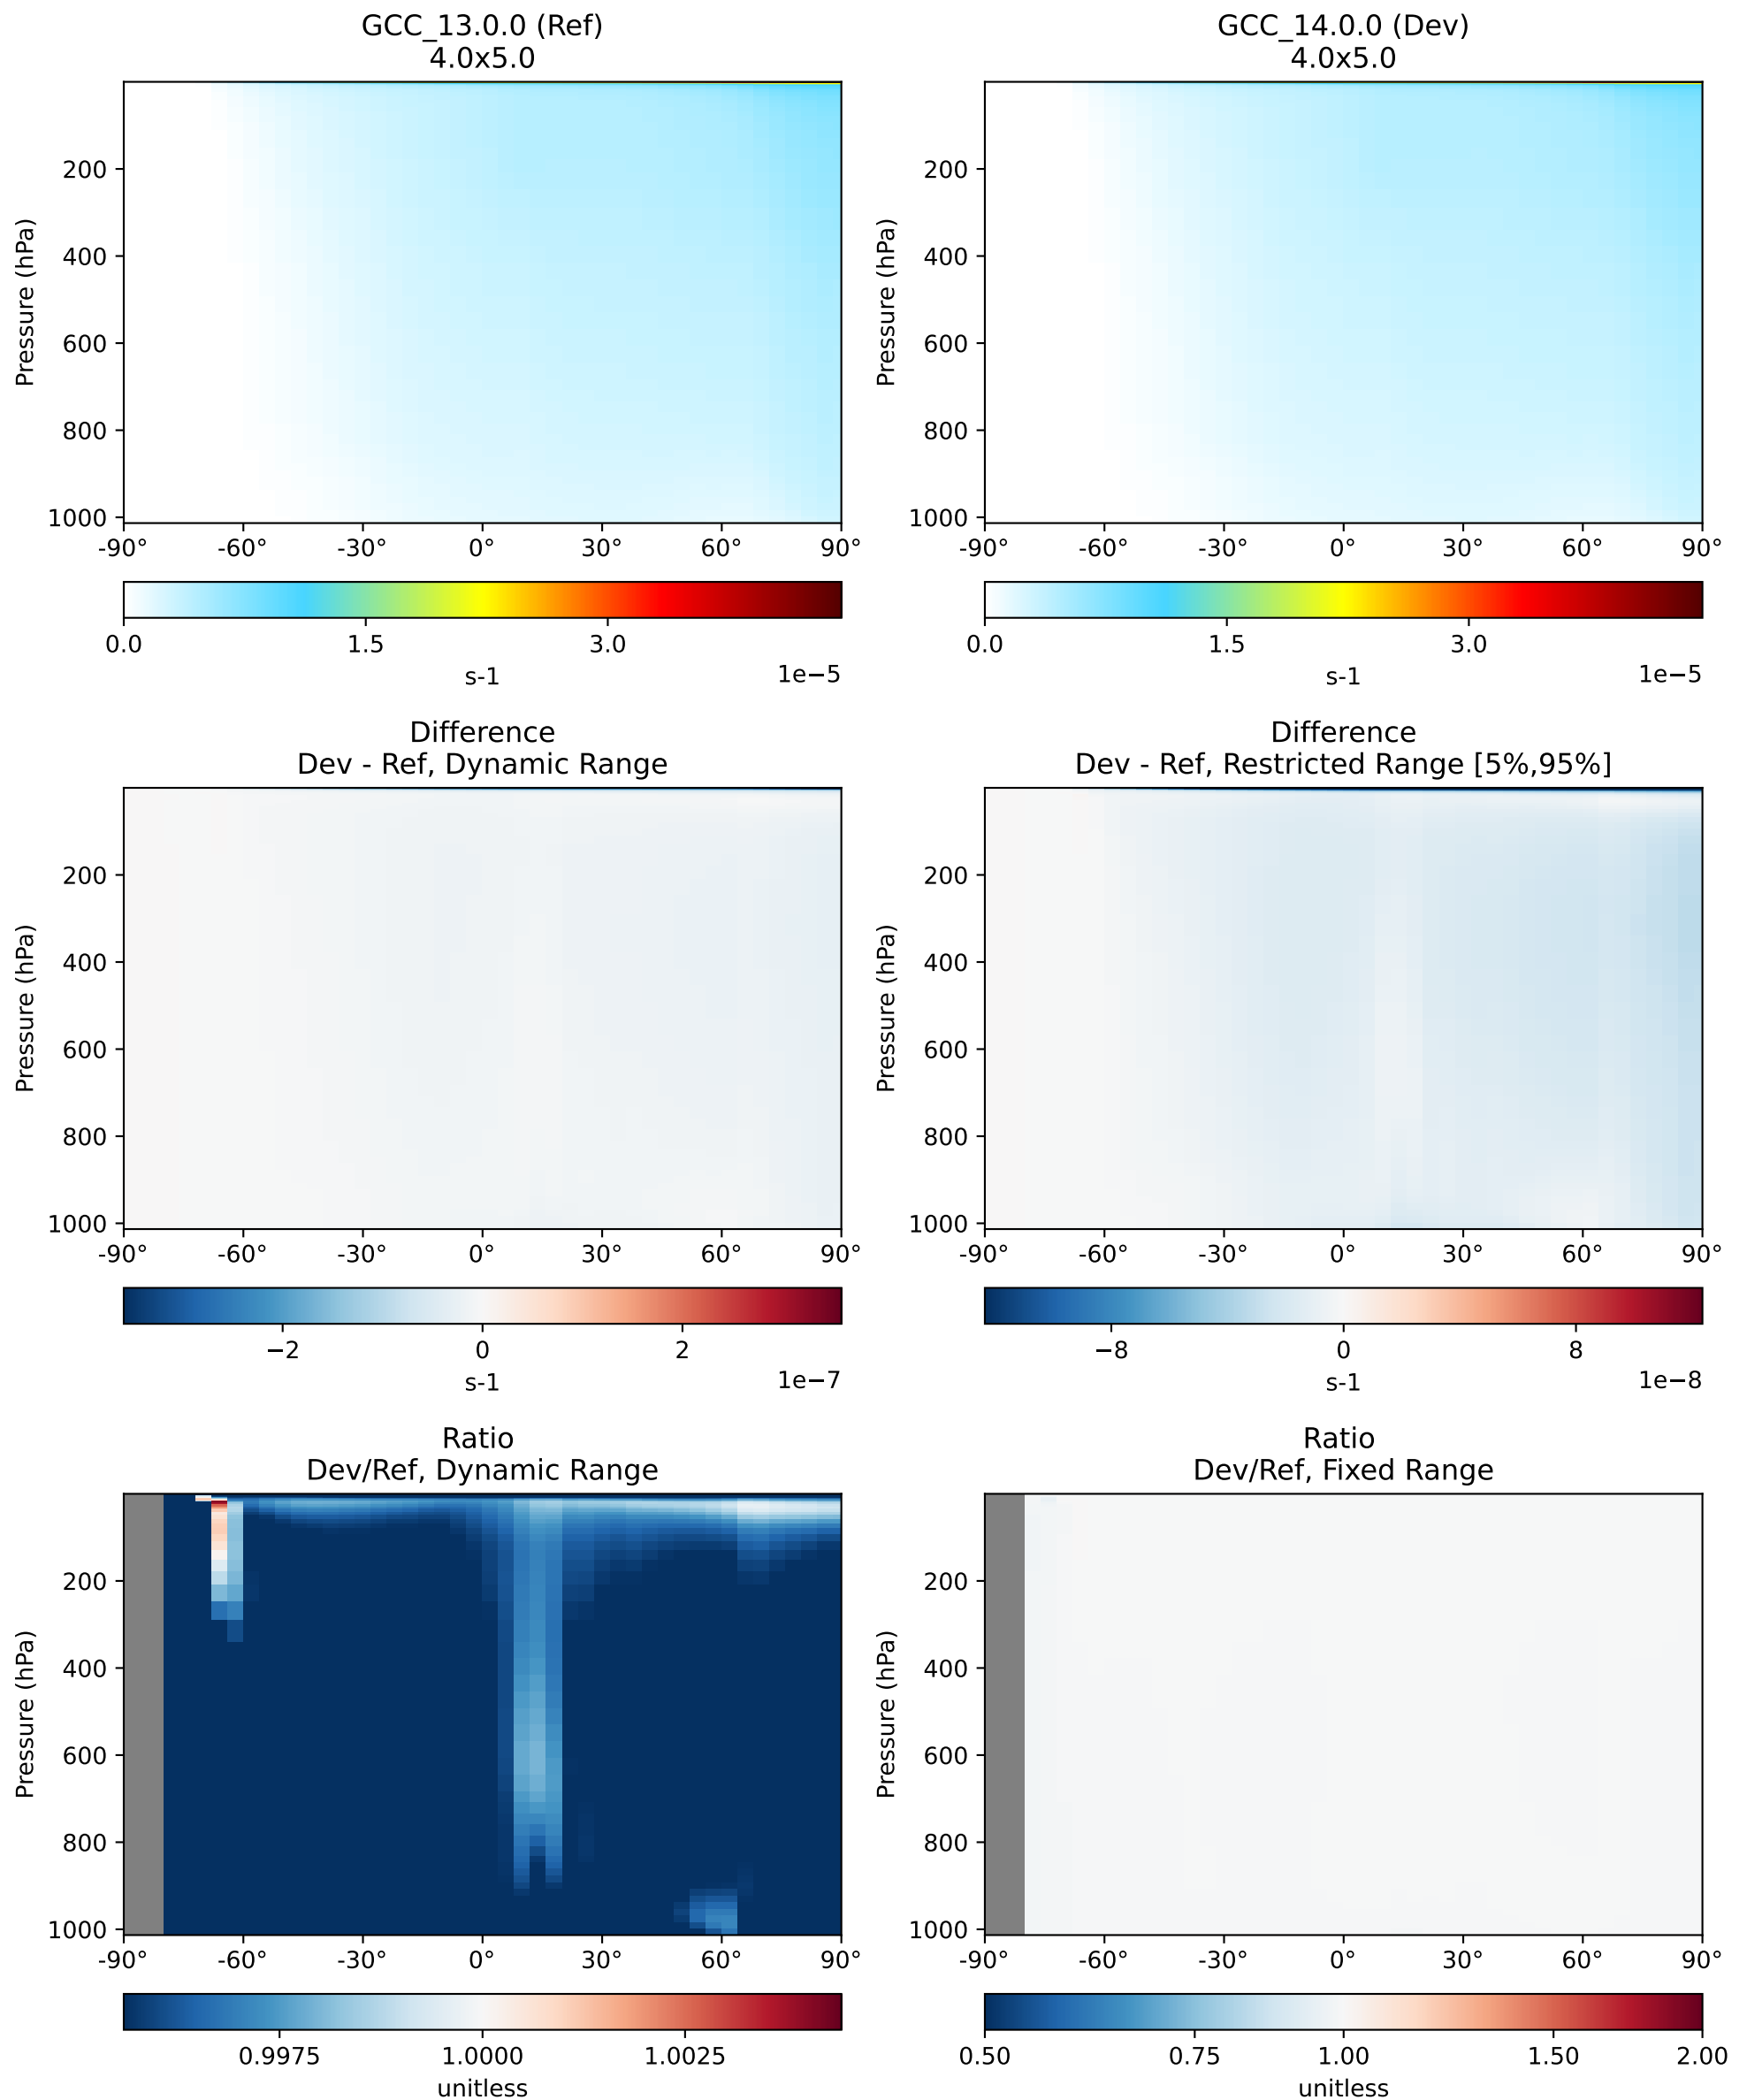 GCC_13.0.0 (Ref)
4.0x5.0
GCC_14.0.0 (Dev)
4.0x5.0
Pressure (hPa)
200
400
600
800
1000
-90° -60° -30° 0° 30° 60° 90°
0.0 1.5 3.0
s-1 1e−5
Pressure (hPa)
200
400
600
800
1000
-90° -60° -30° 0° 30° 60° 90°
0.0 1.5 3.0
s-1 1e−5
Difference
Dev - Ref, Dynamic Range
Pressure (hPa)
200
400
600
800
1000
-90° -60° -30° 0° 30° 60° 90°
−2 0 2
s-1 1e−7
Difference
Dev - Ref, Restricted Range [5%,95%]
Pressure (hPa)
200
400
600
800
1000
-90° -60° -30° 0° 30° 60° 90°
−8 0 8
s-1 1e−8
Ratio
Dev/Ref, Dynamic Range
Pressure (hPa)
200
400
600
800
1000
-90° -60° -30° 0° 30° 60° 90°
0.9975 1.0000 1.0025
unitless
Ratio
Dev/Ref, Fixed Range
Pressure (hPa)
200
400
600
800
1000
-90° -60° -30° 0° 30° 60° 90°
0.50 0.75 1.00 1.50 2.00
unitless